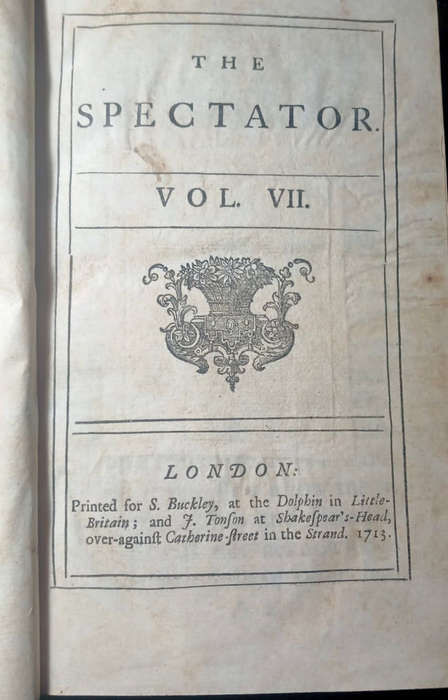 THE
SPECTATOR.
VOL. VII.
LONDON:
Printed for S. Buckley, at the Dolphin in Little-
Britain; and J. Tonſon at Shakeſpear's-Head,
over-againſt Catherine-ſtreet in the Strand. 1713.